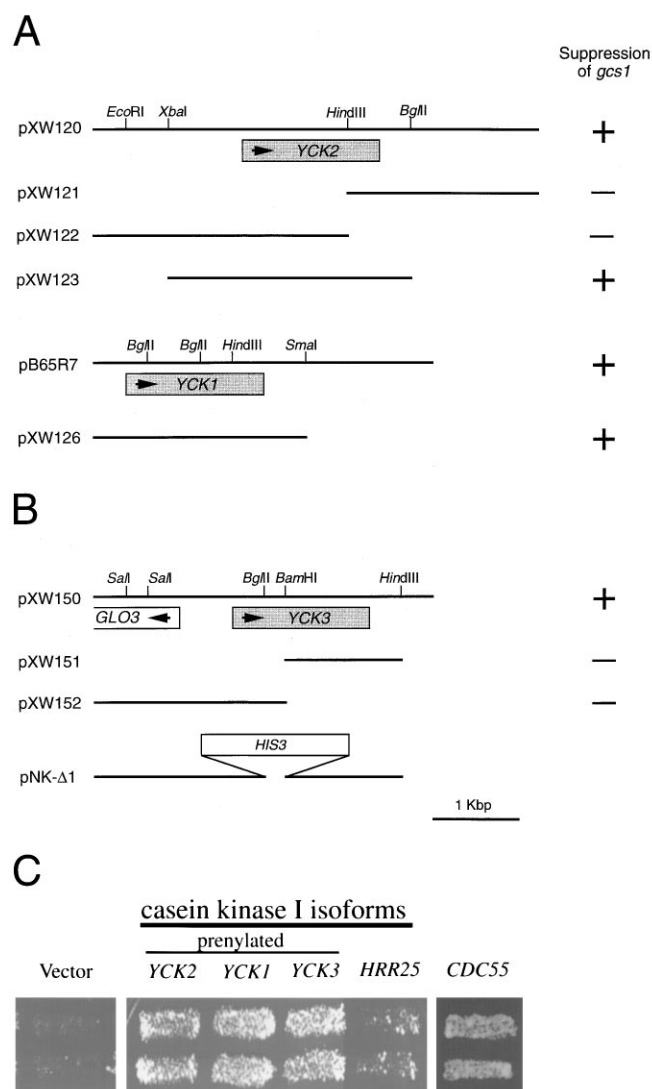 A
Suppression
of gcs1
EcoRI XbaI HindIII BglII
pXW120 +
YCK2
pXW121 —
pXW122 —
pXW123 +
BglII BglII HindIII SmaI
pB65R7 +
YCK1
pXW126 +
B
SalI SalI BglII BamHI HindIII
pXW150 +
GLO3 YCK3
pXW151 —
pXW152 —
HIS3
pNK-Δ1
1 Kbp
C
casein kinase I isoforms
prenylated
Vector YCK2 YCK1 YCK3 HRR25 CDC55